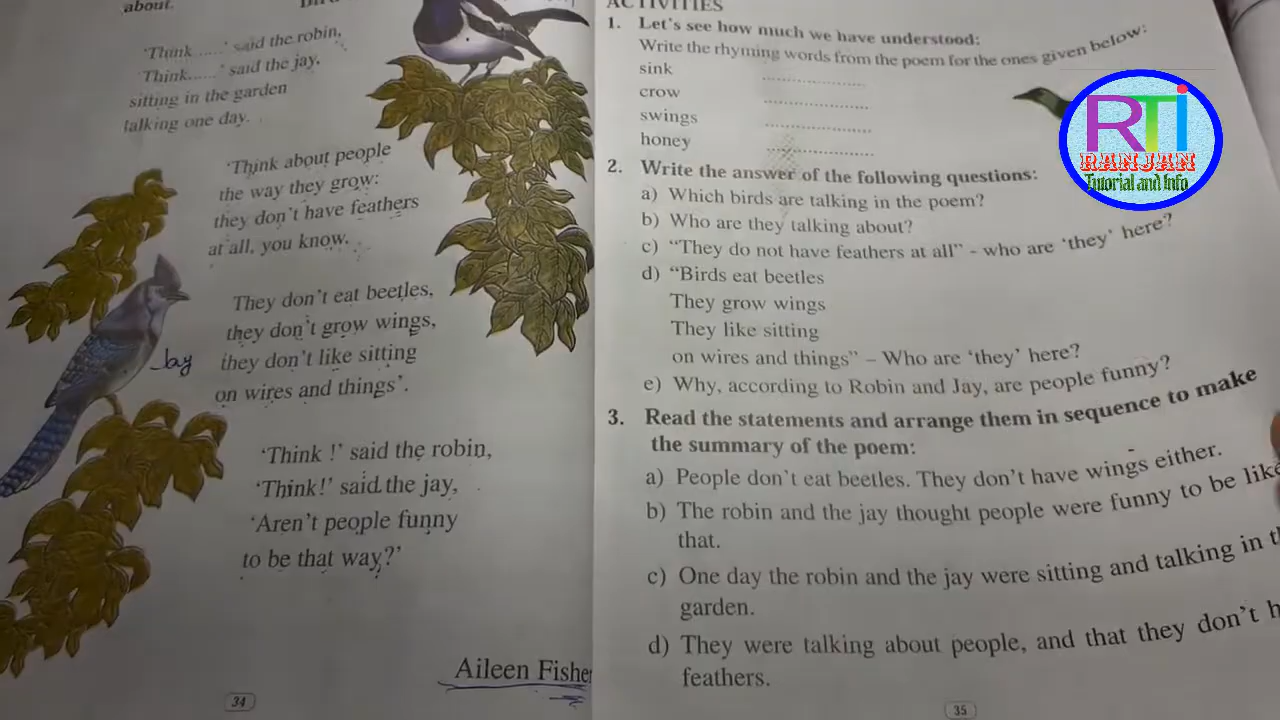 about.
'Think ......' said the robin,
'Think......' said the jay,
sitting in the garden
talking one day.
'Think about people
the way they grow:
they don't have feathers
at all, you know.
They don't eat beetles,
they don't grow wings,
they don't like sitting
on wires and things'.
Jay
'Think !' said the robin,
'Think!' said the jay,
'Aren't people funny
to be that way?'
Aileen Fishe
34
ACTIVITIES
1. Let's see how much we have understood:
Write the rhyming words from the poem for the ones given below:
sink ........................
crow ........................
swings ........................
honey ........................
2. Write the answer of the following questions:
a) Which birds are talking in the poem?
b) Who are they talking about?
c) "They do not have feathers at all" - who are 'they' here?
d) "Birds eat beetles
They grow wings
They like sitting
on wires and things" – Who are 'they' here?
e) Why, according to Robin and Jay, are people funny?
3. Read the statements and arrange them in sequence to make
the summary of the poem:
a) People don't eat beetles. They don't have wings either.
b) The robin and the jay thought people were funny to be like
that.
c) One day the robin and the jay were sitting and talking in
garden.
d) They were talking about people, and that they don't
feathers.
35
RTI
RANJAN
Tutorial and Info